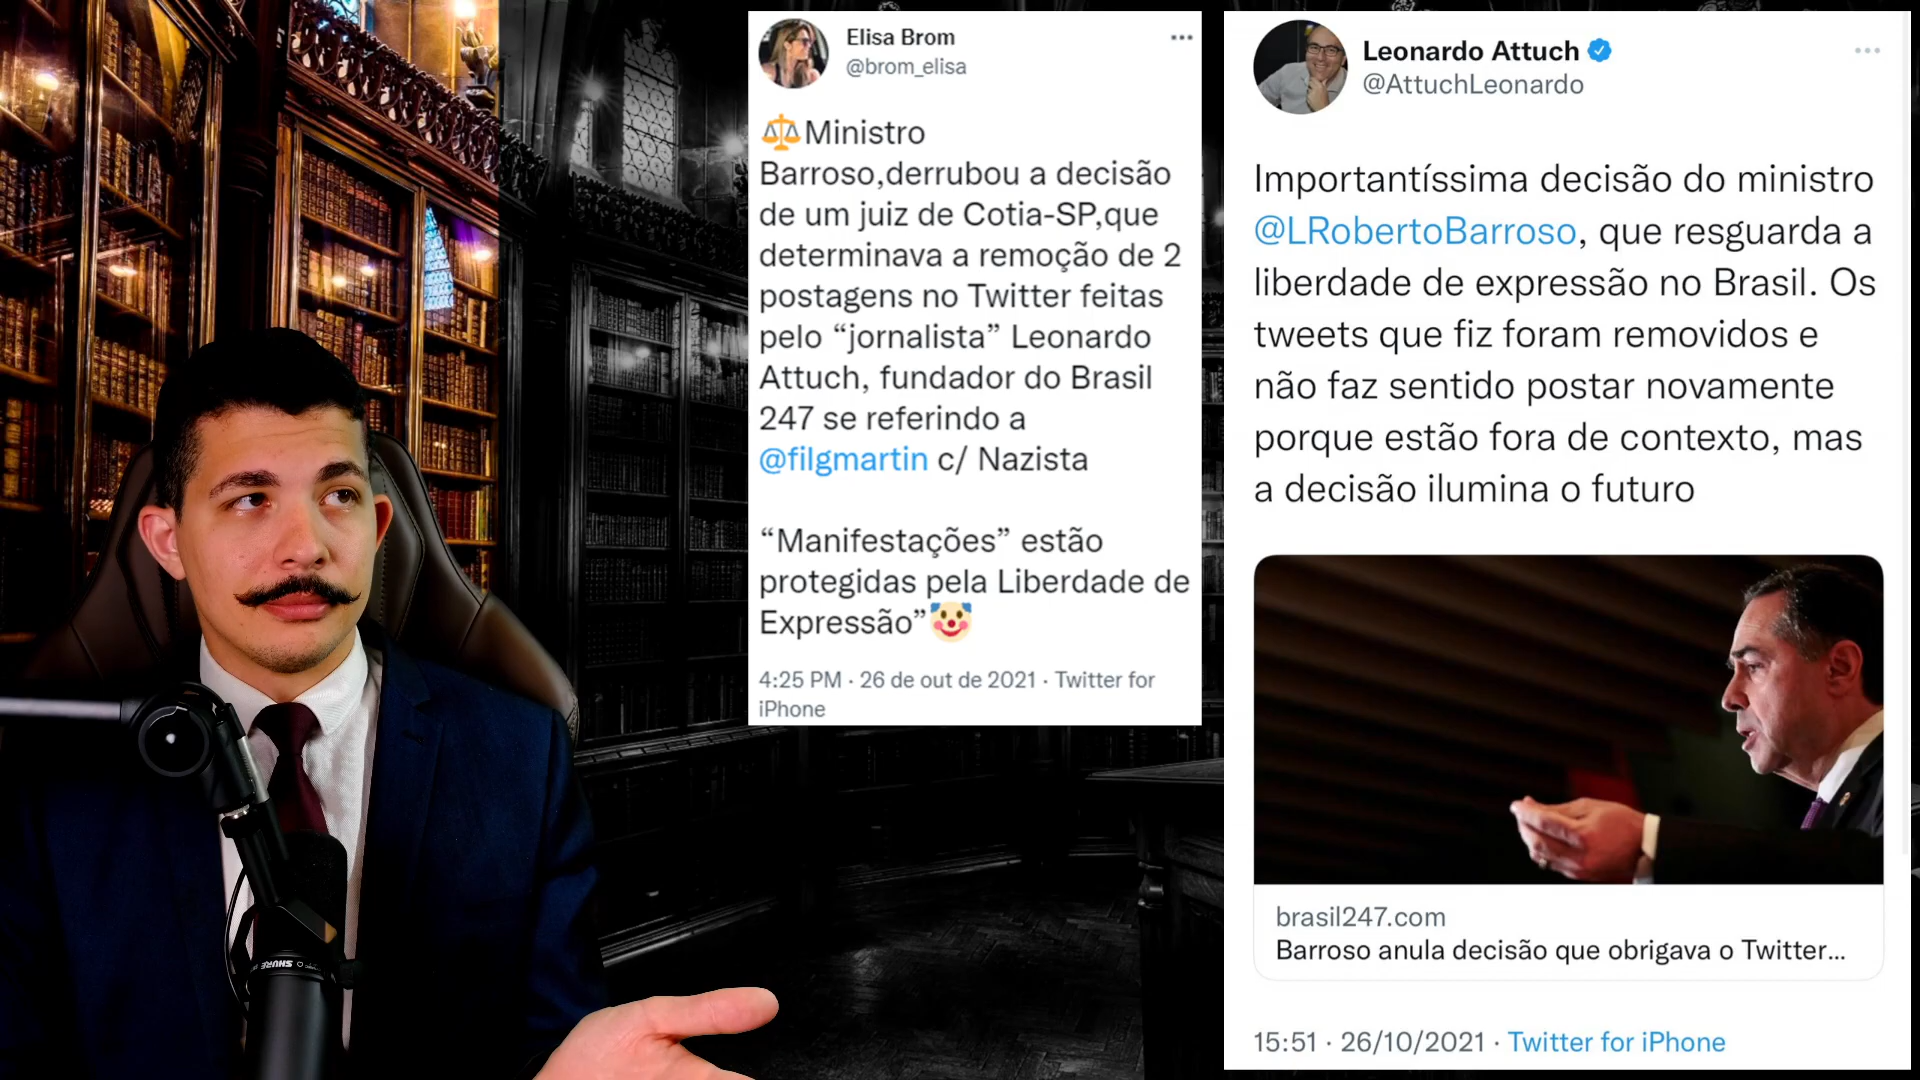 Elisa Brom
@brom_elisa
⚖️Ministro
Barroso,derrubou a decisão
de um juiz de Cotia-SP,que
determinava a remoção de 2
postagens no Twitter feitas
pelo “jornalista” Leonardo
Attuch, fundador do Brasil
247 se referindo a
@filgmartin c/ Nazista
“Manifestações” estão
protegidas pela Liberdade de
Expressão”🤡
4:25 PM · 26 de out de 2021 · Twitter for
iPhone
Leonardo Attuch
@AttuchLeonardo
Importantíssima decisão do ministro
@LRobertoBarroso, que resguarda a
liberdade de expressão no Brasil. Os
tweets que fiz foram removidos e
não faz sentido postar novamente
porque estão fora de contexto, mas
a decisão ilumina o futuro
brasil247.com
Barroso anula decisão que obrigava o Twitter...
15:51 · 26/10/2021 · Twitter for iPhone
SHURE